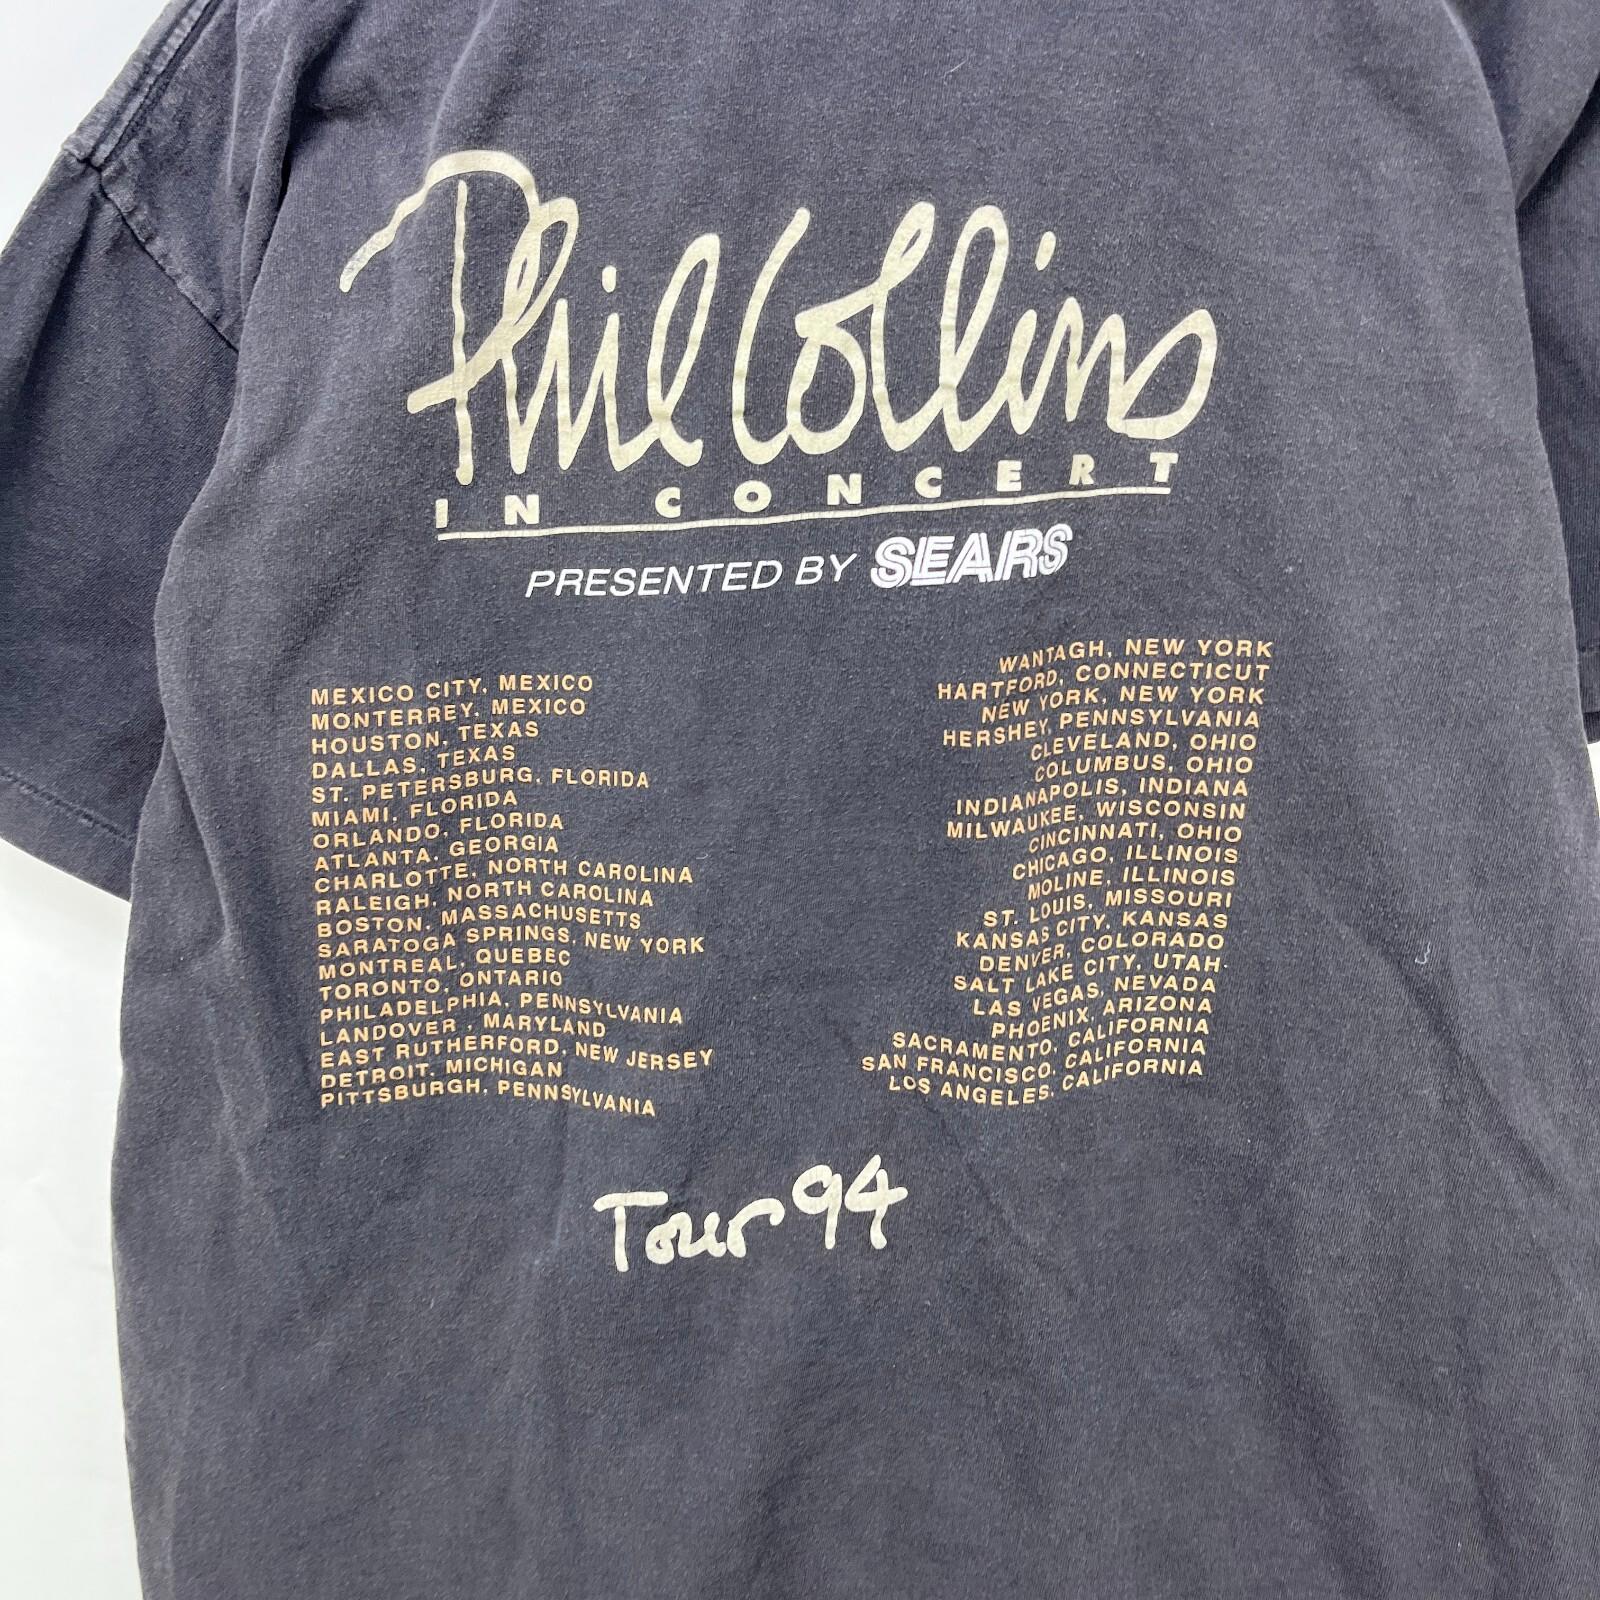 Phil Collins
IN CONCERT
PRESENTED BY SEARS
MEXICO CITY, MEXICO
MONTERREY, MEXICO
HOUSTON, TEXAS
DALLAS, TEXAS
ST. PETERSBURG, FLORIDA
MIAMI, FLORIDA
ORLANDO, FLORIDA
ATLANTA, GEORGIA
CHARLOTTE, NORTH CAROLINA
RALEIGH, NORTH CAROLINA
BOSTON, MASSACHUSETTS
SARATOGA SPRINGS, NEW YORK
MONTREAL, QUEBEC
TORONTO, ONTARIO
PHILADELPHIA, PENNSYLVANIA
LANDOVER , MARYLAND
EAST RUTHERFORD, NEW JERSEY
DETROIT, MICHIGAN
PITTSBURGH, PENNSYLVANIA
WANTAGH, NEW YORK
HARTFORD, CONNECTICUT
NEW YORK, NEW YORK
HERSHEY, PENNSYLVANIA
CLEVELAND, OHIO
COLUMBUS, OHIO
INDIANAPOLIS, INDIANA
MILWAUKEE, WISCONSIN
CINCINNATI, OHIO
CHICAGO, ILLINOIS
MOLINE, ILLINOIS
ST. LOUIS, MISSOURI
KANSAS CITY, KANSAS
DENVER, COLORADO
SALT LAKE CITY, UTAH
LAS VEGAS, NEVADA
PHOENIX, ARIZONA
SACRAMENTO, CALIFORNIA
SAN FRANCISCO, CALIFORNIA
LOS ANGELES, CALIFORNIA
Tour 94